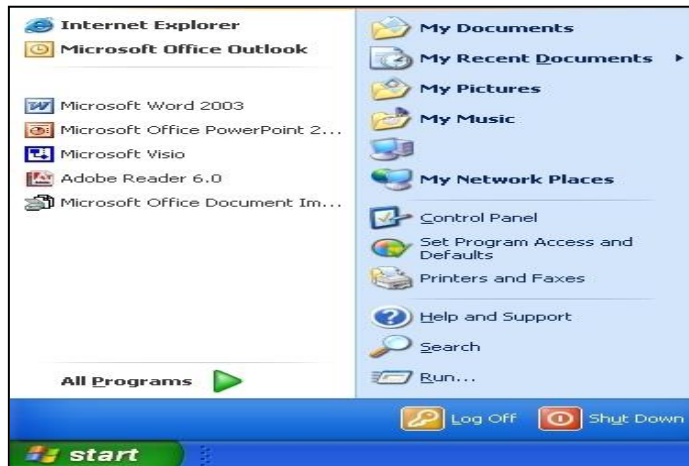 Internet Explorer
Microsoft Office Outlook
Microsoft Word 2003
Microsoft Office PowerPoint 2...
Microsoft Visio
Adobe Reader 6.0
Microsoft Office Document Im...
All Programs
My Documents
My Recent Documents
My Pictures
My Music
My Network Places
Control Panel
Set Program Access and
Defaults
Printers and Faxes
Help and Support
Search
Run...
Log Off
Shut Down
start